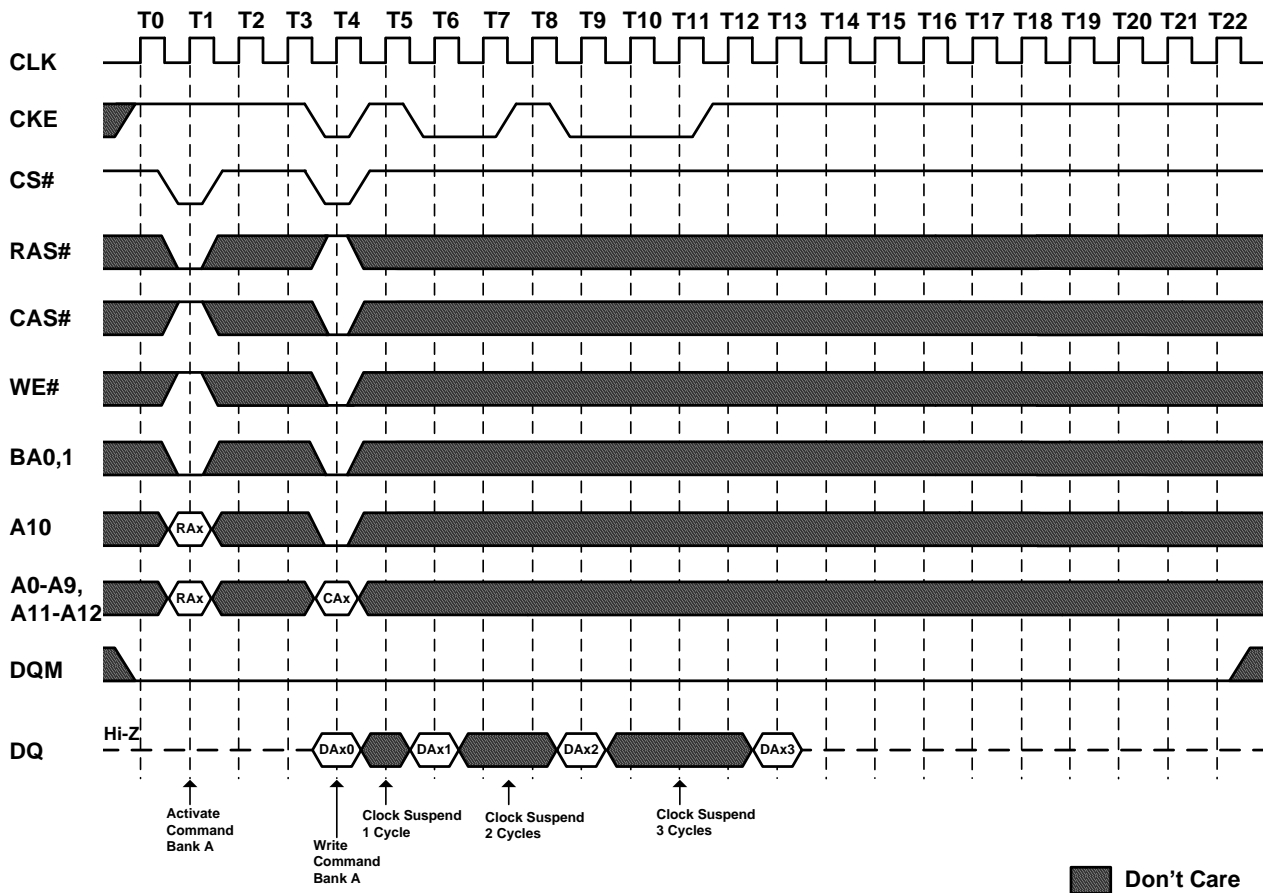 T0 T1 T2 T3 T4 T5 T6 T7 T8 T9 T10 T11 T12 T13 T14 T15 T16 T17 T18 T19 T20 T21 T22
CLK
CKE
CS#
RAS#
CAS#
WE#
BA0,1
A10
RAx
A0-A9,
A11-A12
RAx CAx
DQM
DQ
Hi-Z
DAx0 DAx1 DAx2 DAx3
Activate
Command
Bank A
Write
Command
Bank A
Clock Suspend
1 Cycle
Clock Suspend
2 Cycles
Clock Suspend
3 Cycles
Don't Care